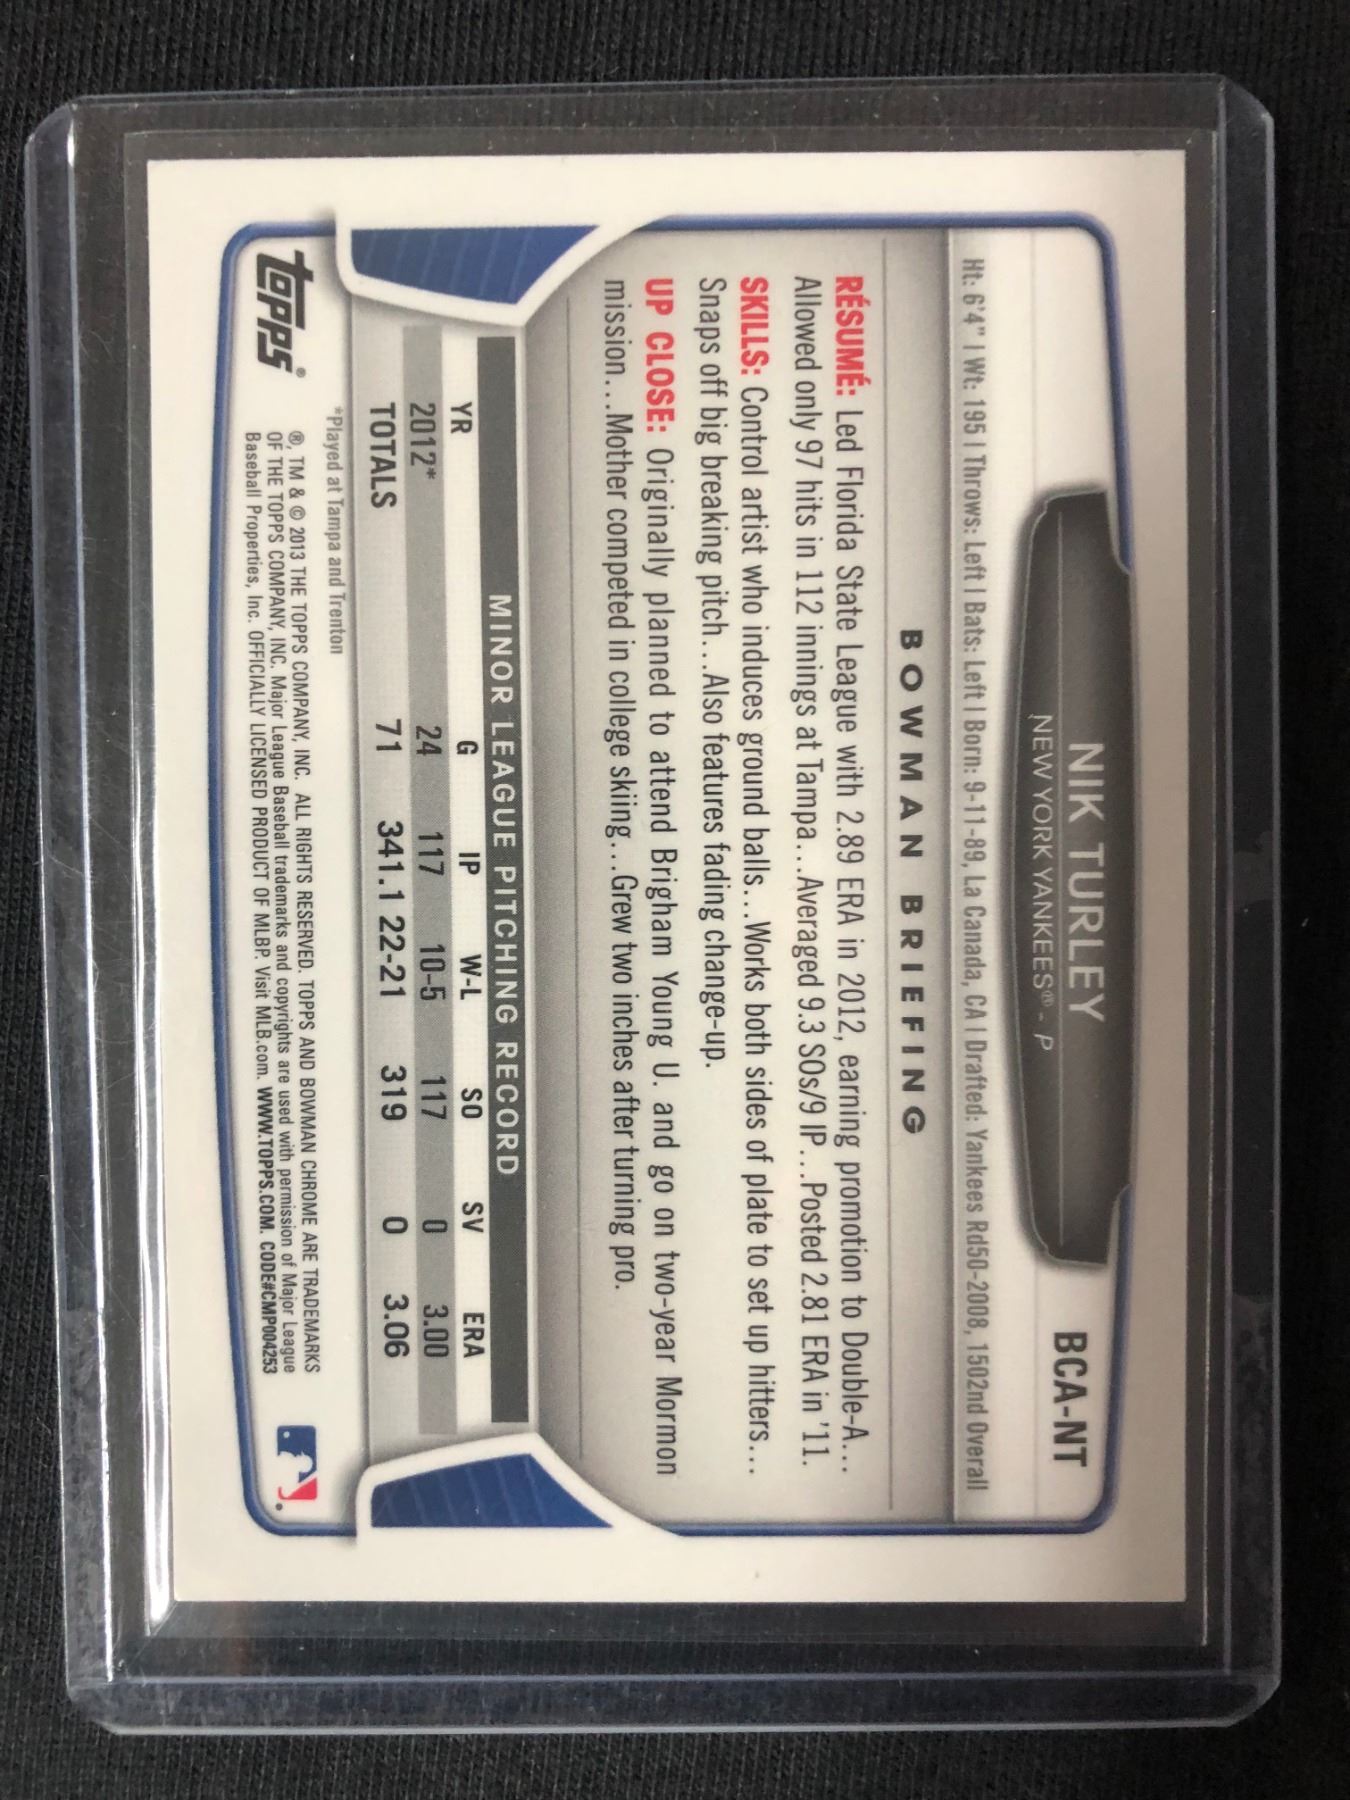 BCA-NT
NIK TURLEY
NEW YORK YANKEES® - P
Ht: 6'4" | Wt: 195 | Throws: Left | Bats: Left | Born: 9-11-89, La Canada, CA | Drafted: Yankees Rd50-2008, 1502nd Overall
BOWMAN BRIEFING
RÉSUMÉ: Led Florida State League with 2.89 ERA in 2012, earning promotion to Double-A...
Allowed only 97 hits in 112 innings at Tampa...Averaged 9.3 SOs/9 IP...Posted 2.81 ERA in '11.
SKILLS: Control artist who induces ground balls...Works both sides of plate to set up hitters...
Snaps off big breaking pitch...Also features fading change-up.
UP CLOSE: Originally planned to attend Brigham Young U. and go on two-year Mormon
mission...Mother competed in college skiing...Grew two inches after turning pro.
MINOR LEAGUE PITCHING RECORD
YR G IP W-L SO SV ERA
2012* 24 117 10-5 117 0 3.00
TOTALS 71 341.1 22-21 319 0 3.06
*Played at Tampa and Trenton
topps®
®, TM & © 2013 THE TOPPS COMPANY, INC. ALL RIGHTS RESERVED. TOPPS AND BOWMAN CHROME ARE TRADEMARKS
OF THE TOPPS COMPANY, INC. Major League Baseball trademarks and copyrights are used with permission of Major League
Baseball Properties, Inc. OFFICIALLY LICENSED PRODUCT OF MLBP. Visit MLB.com. WWW.TOPPS.COM. CODE#CMP004253